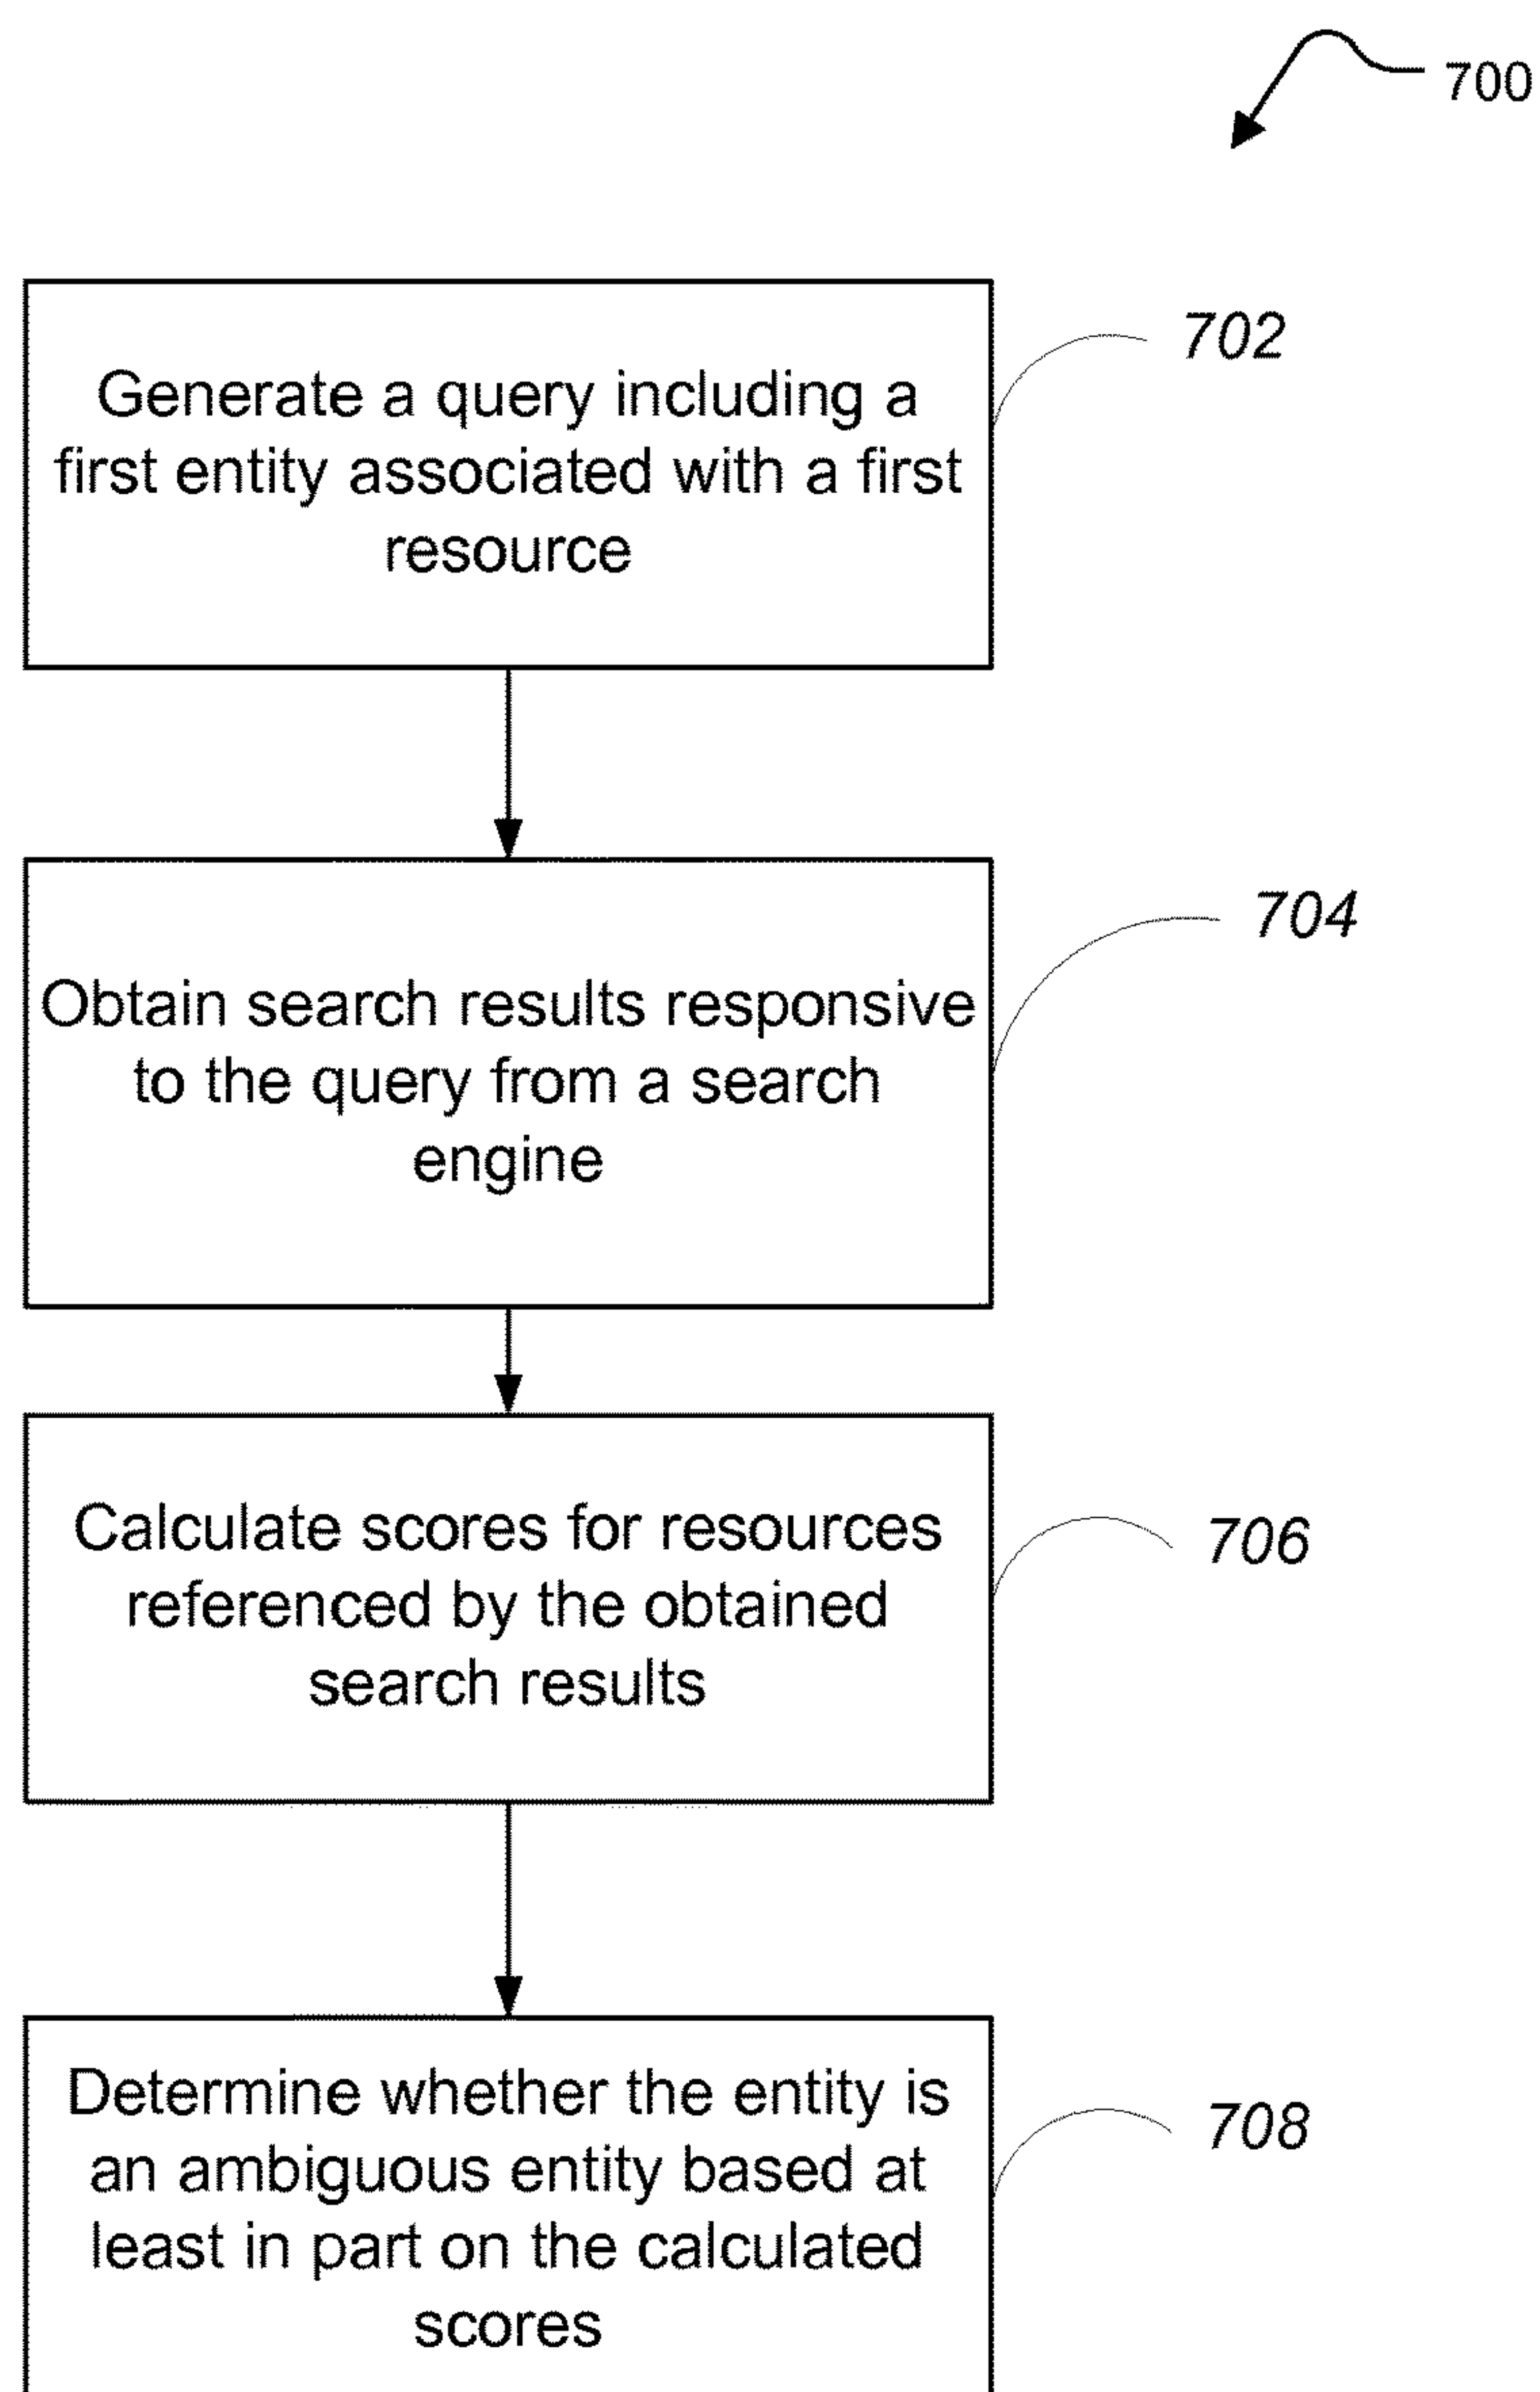 700
Generate a query including a
first entity associated with a first
resource
702
Obtain search results responsive
to the query from a search
engine
704
Calculate scores for resources
referenced by the obtained
search results
706
Determine whether the entity is
an ambiguous entity based at
least in part on the calculated
scores
708